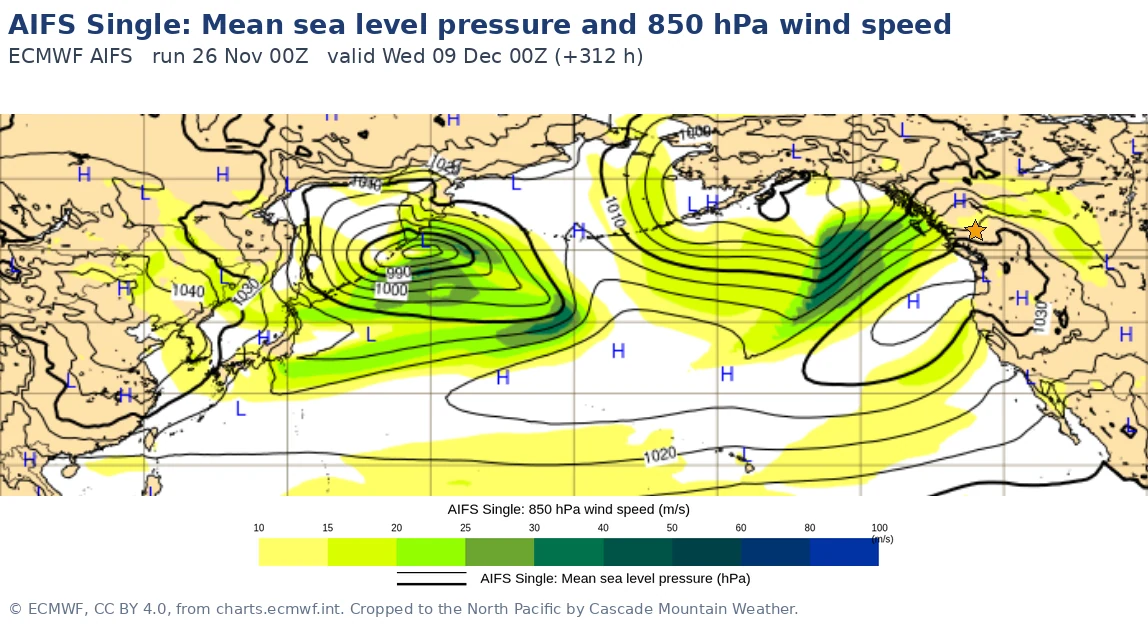 AIFS Single: Mean sea level pressure and 850 hPa wind speed
ECMWF AIFS   run 26 Nov 00Z   valid Wed 09 Dec 00Z (+312 h)
H H
L
1000
L
1020
L
L
H L H
1030
L L
L
H
1010
L H
H
H
L
L
L
H
1040
1030
L
990
1000
L
H
H
1030
H
L
H
H
L
H
H
L
H
L
L
L
H
1020
L
L
AIFS Single: 850 hPa wind speed (m/s)
10 15 20 25 30 40 50 60 80 100
(m/s)
AIFS Single: Mean sea level pressure (hPa)
© ECMWF, CC BY 4.0, from charts.ecmwf.int. Cropped to the North Pacific by Cascade Mountain Weather.